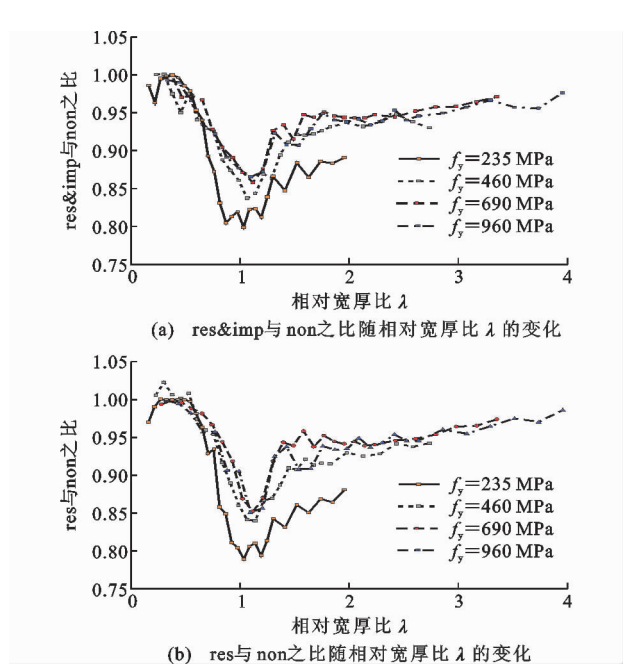 1.05
1.00
0.95
0.90
0.85
0.80
0.75
res&imp与non之比
f_y=235 MPa
f_y=460 MPa
f_y=690 MPa
f_y=960 MPa
0 1 2 3 4
相对宽厚比 λ
(a) res&imp与 non之比随相对宽厚比 λ 的变化
1.05
1.00
0.95
0.90
0.85
0.80
0.75
res与non之比
f_y=235 MPa
f_y=460 MPa
f_y=690 MPa
f_y=960 MPa
0 1 2 3 4
相对宽厚比 λ
(b) res与 non之比随相对宽厚比 λ 的变化